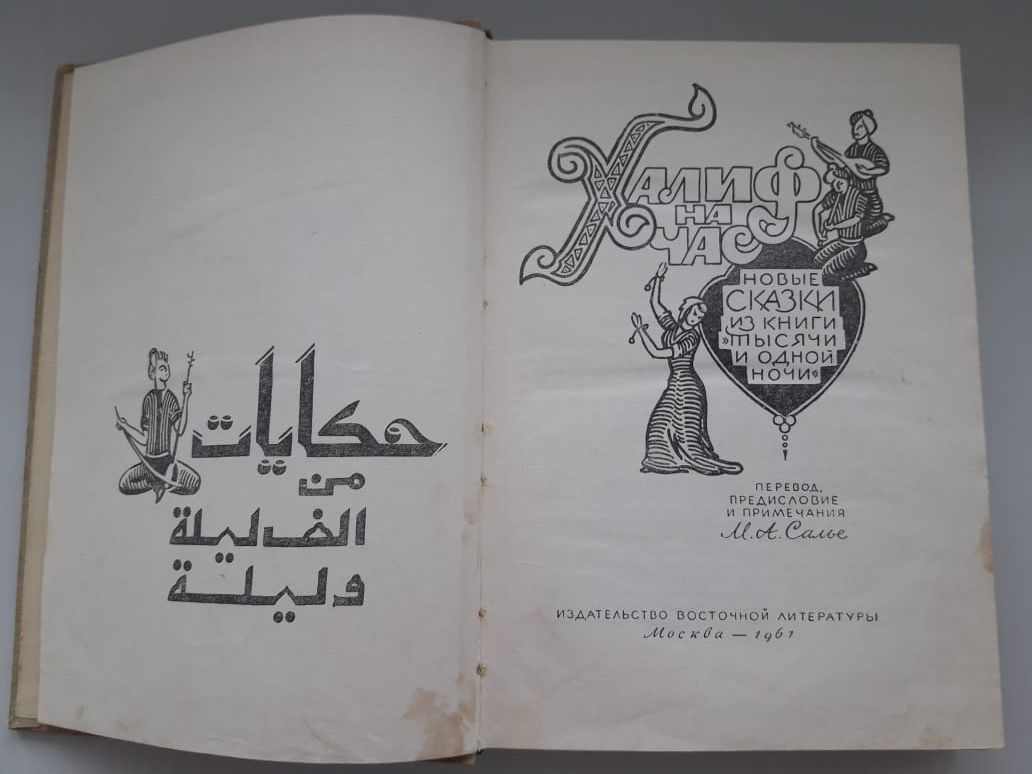 حكايات
من
الف ليلة
وليلة
ХАЛИФ
НА
ЧАС
НОВЫЕ
СКАЗКИ
ИЗ КНИГИ
»ТЫСЯЧИ
И ОДНОЙ
НОЧИ«
ПЕРЕВОД,
ПРЕДИСЛОВИЕ
И ПРИМЕЧАНИЯ
М.А.Салье
ИЗДАТЕЛЬСТВО ВОСТОЧНОЙ ЛИТЕРАТУРЫ
Москва — 1961